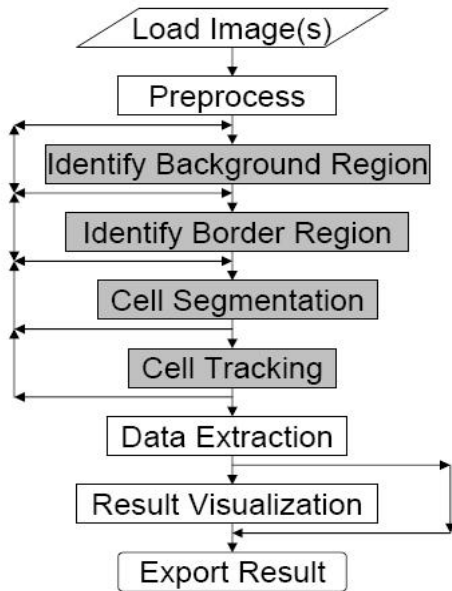 Load Image(s)
Preprocess
Identify Background Region
Identify Border Region
Cell Segmentation
Cell Tracking
Data Extraction
Result Visualization
Export Result